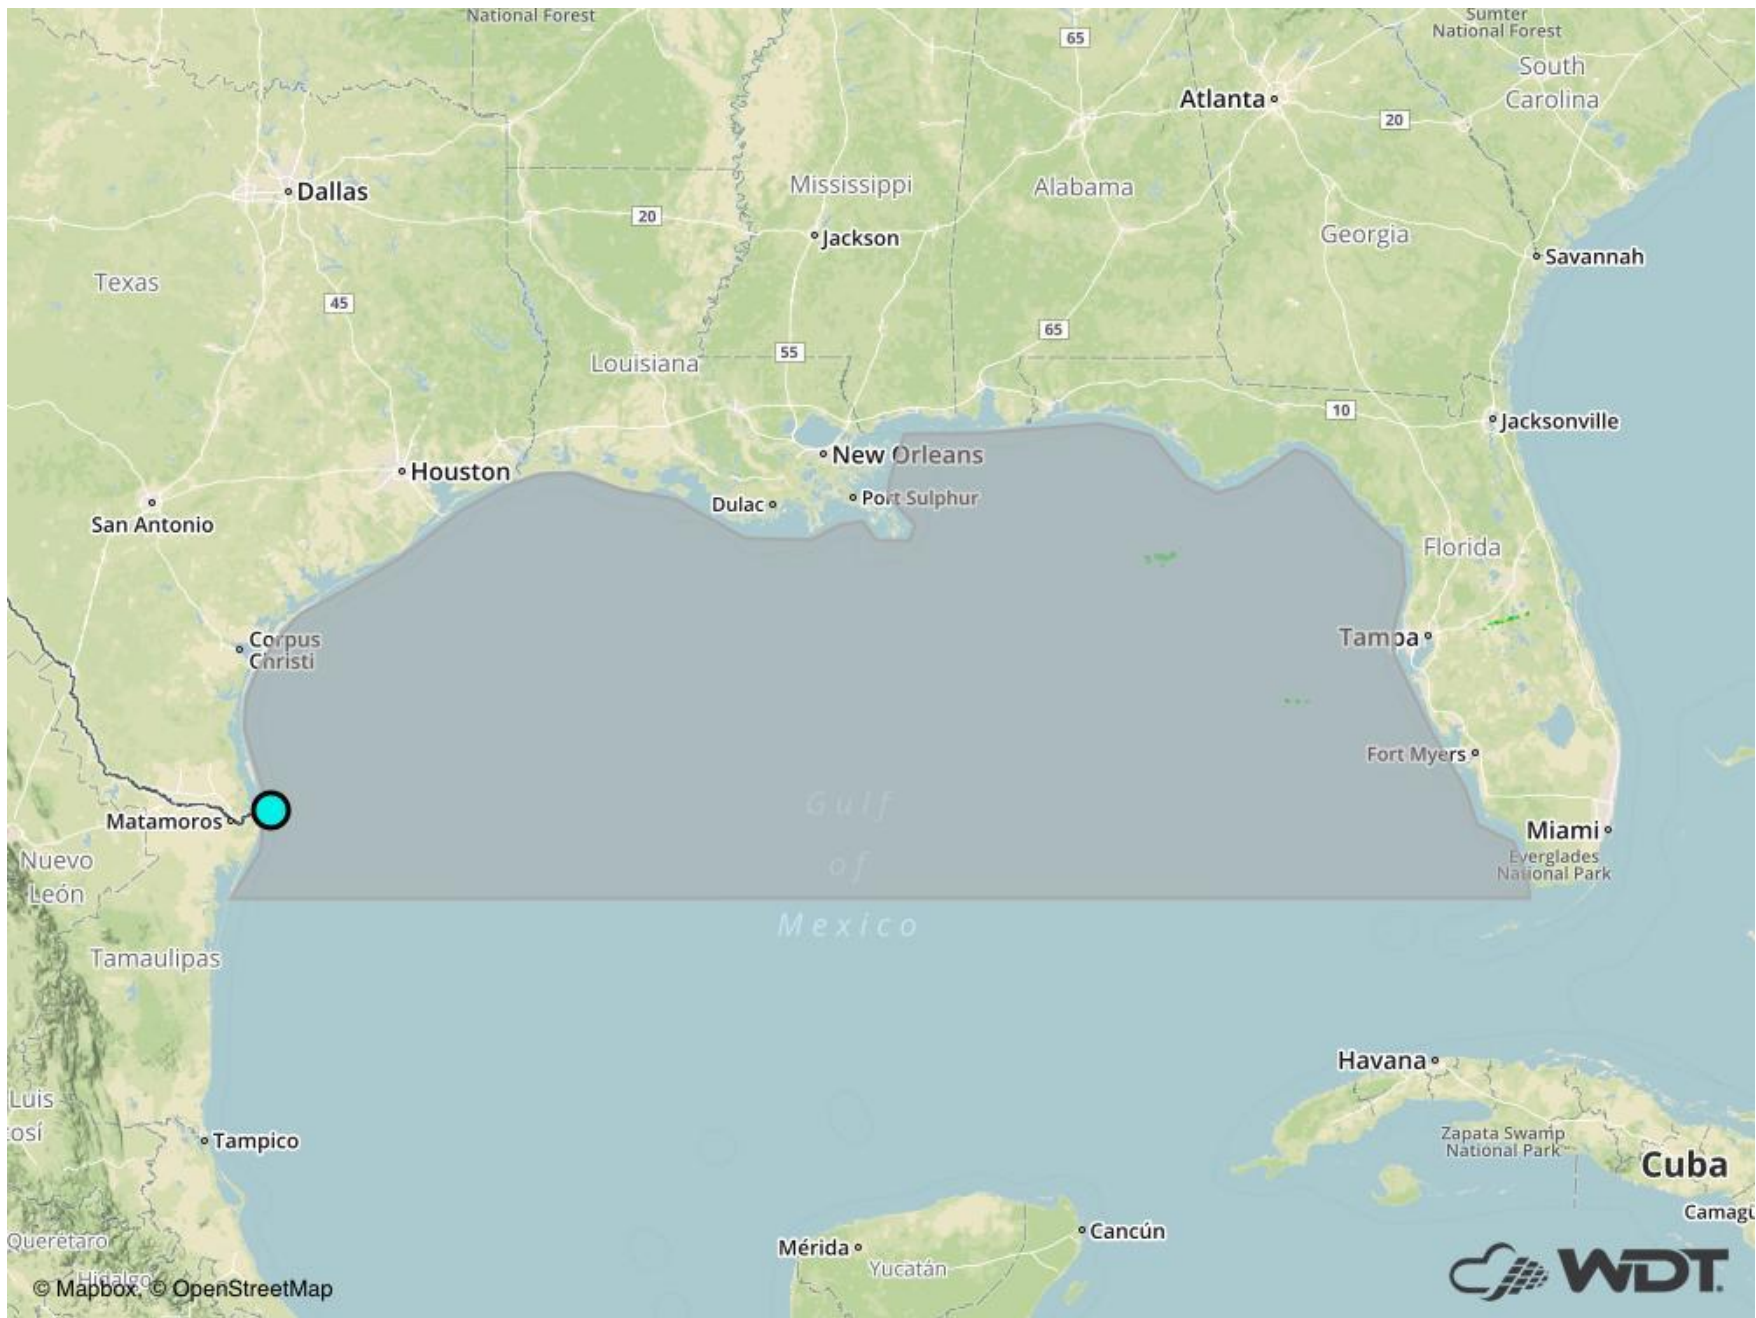 National Forest
Sumter
National Forest
65
South
Carolina
Atlanta
20
Dallas
Mississippi
Alabama
20
Jackson
Georgia
Savannah
Texas
45
65
55
Louisiana
10
Jacksonville
New Orleans
Houston
Dulac
Port Sulphur
San Antonio
Florida
Corpus
Christi
Tampa
Fort Myers
Gulf
of
Mexico
Matamoros
Miami
Everglades
National Park
Nuevo
León
Tamaulipas
Havana
Luis
osí
Tampico
Zapata Swamp
National Park
Cuba
Camagü
Cancún
Querétaro
Mérida
Yucatán
Hidalgo
© Mapbox, © OpenStreetMap
WDT